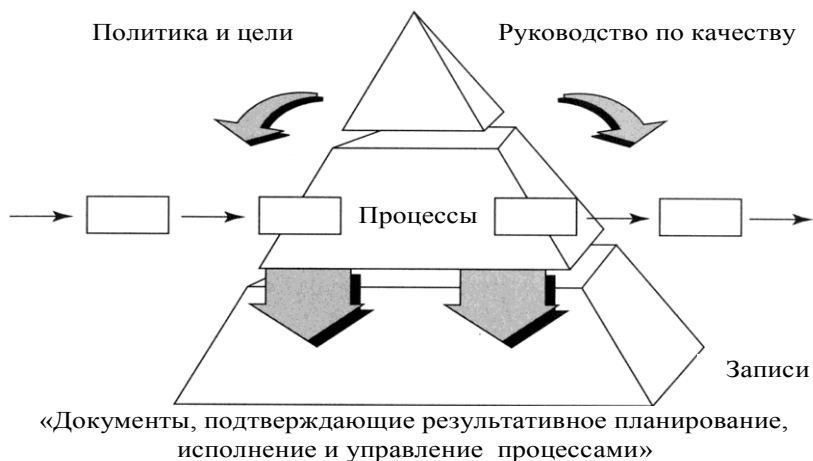 Политика и цели
Руководство по качеству
Процессы
Записи
«Документы, подтверждающие результативное планирование,
исполнение и управление процессами»